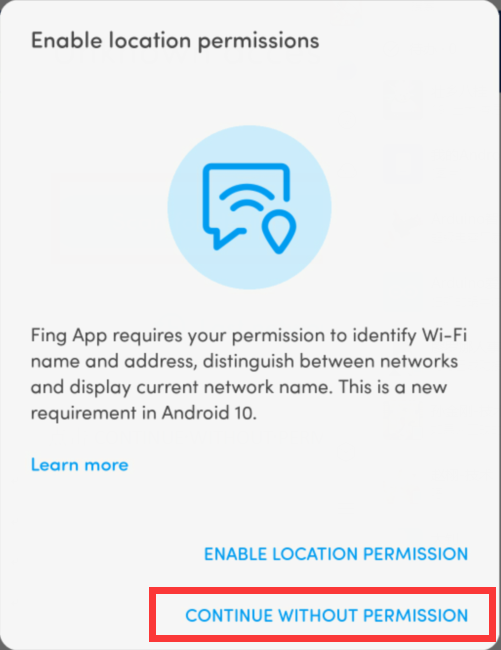 Enable location permissions
Fing App requires your permission to identify Wi-Fi
name and address, distinguish between networks
and display current network name. This is a new
requirement in Android 10.
Learn more
ENABLE LOCATION PERMISSION
CONTINUE WITHOUT PERMISSION